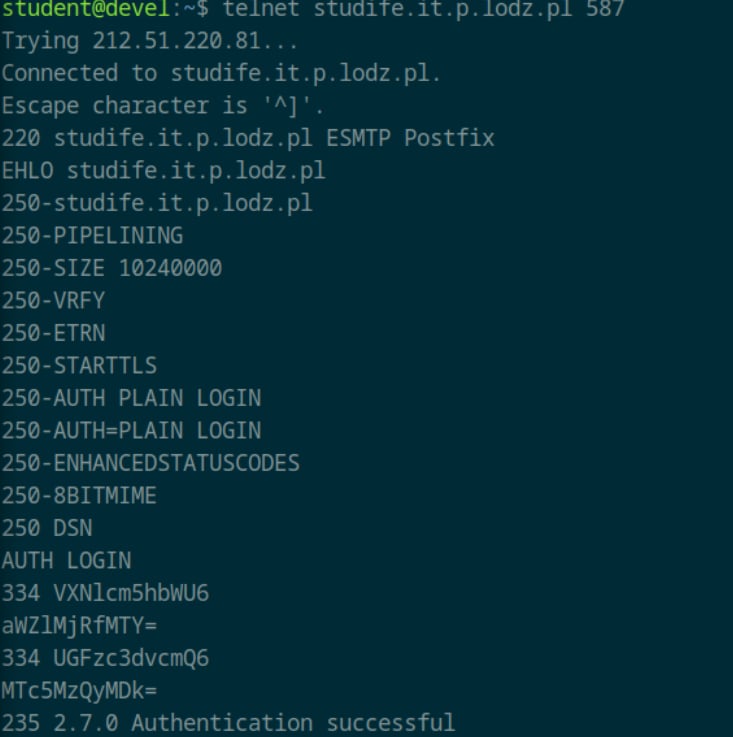 student@devel:~$ telnet studife.it.p.lodz.pl 587
Trying 212.51.220.81...
Connected to studife.it.p.lodz.pl.
Escape character is '^]'.
220 studife.it.p.lodz.pl ESMTP Postfix
EHLO studife.it.p.lodz.pl
250-studife.it.p.lodz.pl
250-PIPELINING
250-SIZE 10240000
250-VRFY
250-ETRN
250-STARTTLS
250-AUTH PLAIN LOGIN
250-AUTH=PLAIN LOGIN
250-ENHANCEDSTATUSCODES
250-8BITMIME
250 DSN
AUTH LOGIN
334 VXNlcm5hbWU6
aWZlMjRfMTY=
334 UGFzc3dvcmQ6
MTc5MzQyMDk=
235 2.7.0 Authentication successful